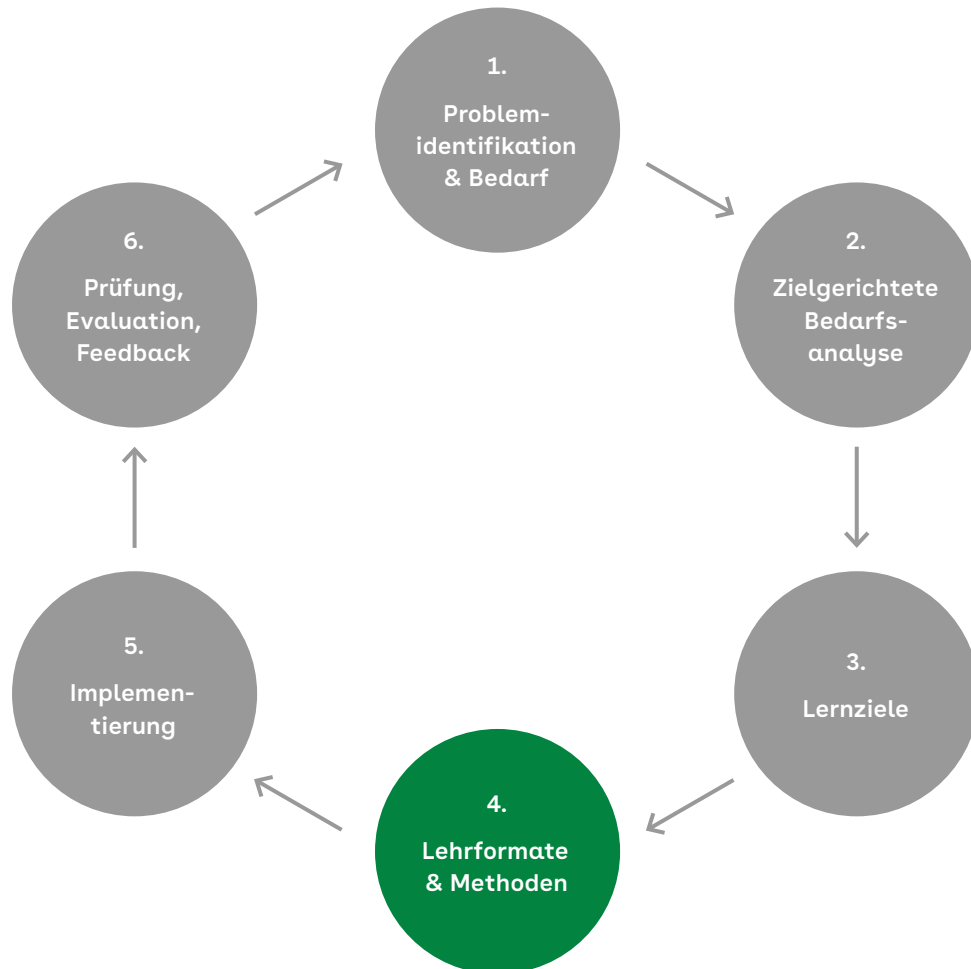 1.
Problem-
identifikation
& Bedarf
2.
Zielgerichtete
Bedarfs-
analyse
3.
Lernziele
4.
Lehrformate
& Methoden
5.
Implemen-
tierung
6.
Prüfung,
Evaluation,
Feedback